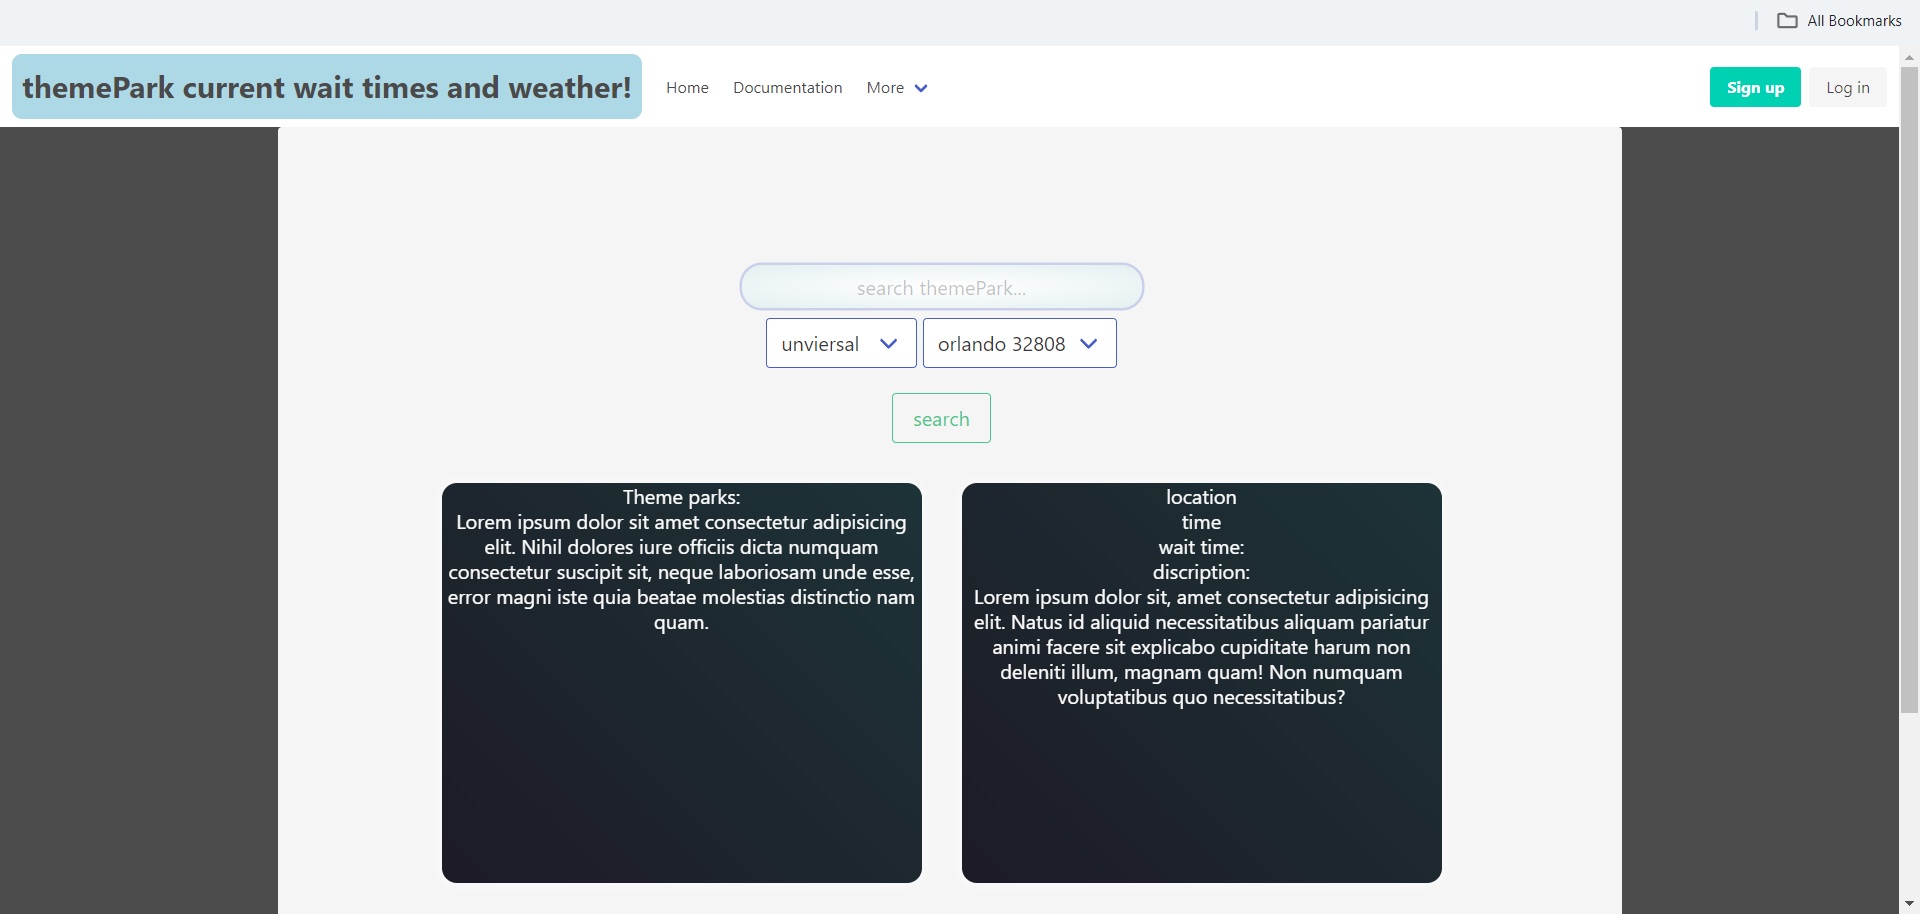 All Bookmarks
themePark current wait times and weather!
Home
Documentation
More
Sign up
Log in
search themePark...
unviersal
orlando 32808
search
Theme parks:
Lorem ipsum dolor sit amet consectetur adipisicing
elit. Nihil dolores iure officiis dicta numquam
consectetur suscipit sit, neque laboriosam unde esse,
error magni iste quia beatae molestias distinctio nam
quam.
location
time
wait time:
discription:
Lorem ipsum dolor sit, amet consectetur adipisicing
elit. Natus id aliquid necessitatibus aliquam pariatur
animi facere sit explicabo cupiditate harum non
deleniti illum, magnam quam! Non numquam
voluptatibus quo necessitatibus?